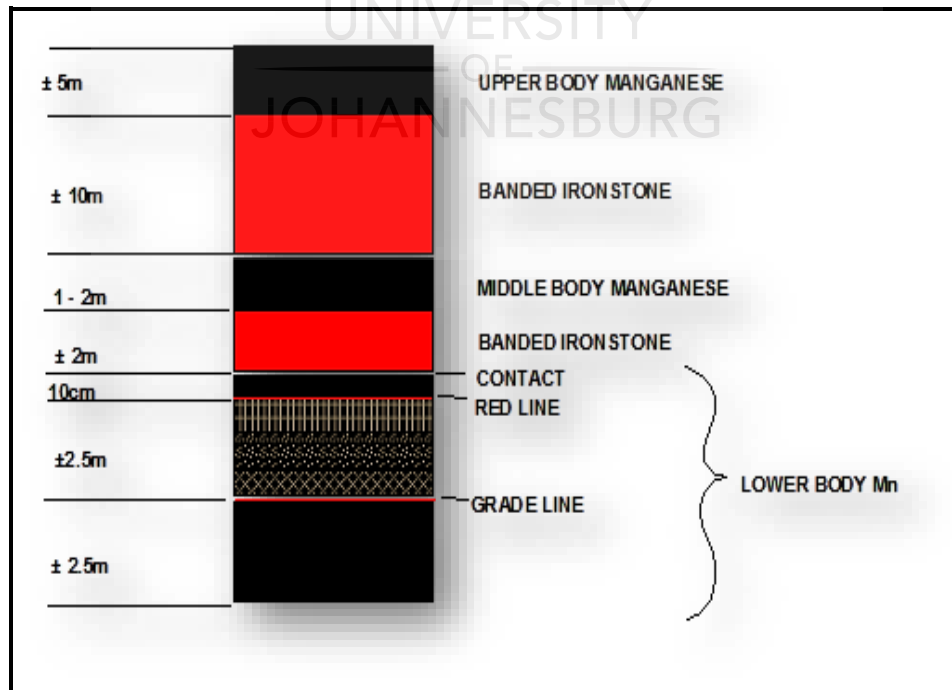 UNIVERSITY
OF
JOHANNESBURG
± 5m
UPPER BODY MANGANESE
± 10m
BANDED IRONSTONE
1 - 2m
MIDDLE BODY MANGANESE
± 2m
BANDED IRONSTONE
CONTACT
10cm
RED LINE
±2.5m
LOWER BODY Mn
GRADE LINE
± 2.5m